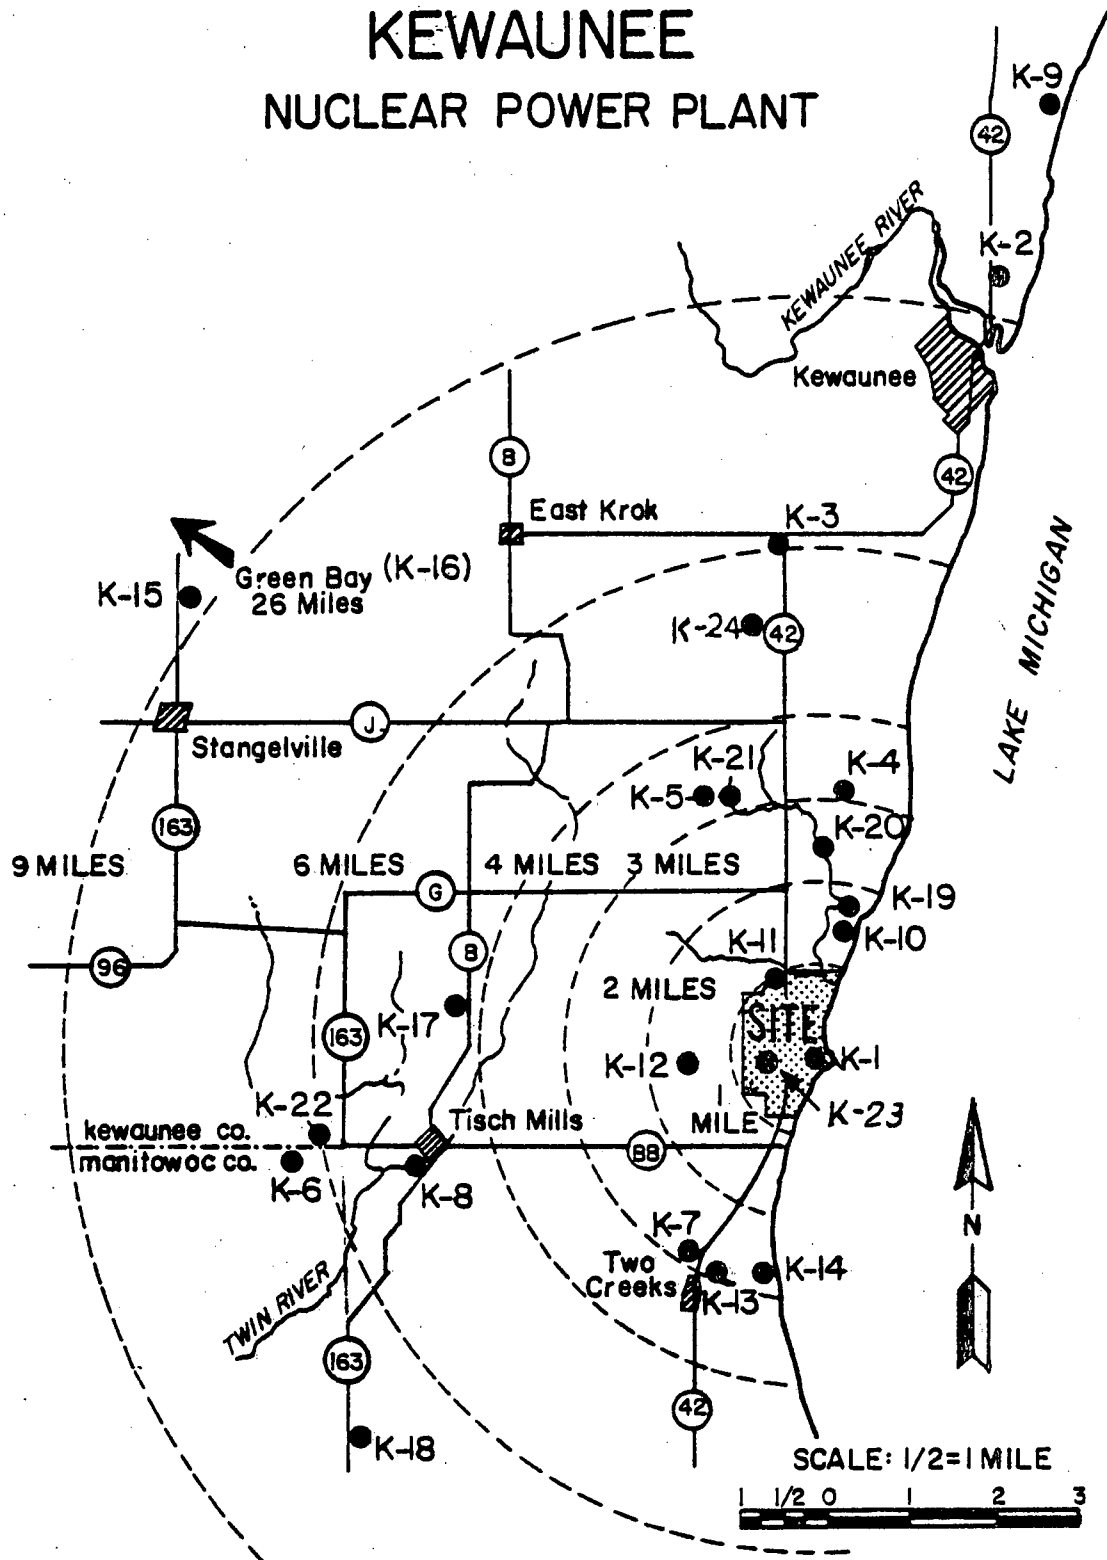 KEWAUNEE
NUCLEAR POWER PLANT
K-9
42
KEWAUNEE RIVER
K-2
Kewaunee
8
42
East Krok
K-3
LAKE MICHIGAN
Green Bay (K-16)
26 Miles
K-15
K-24
42
J
Stangelville
K-21
K-4
K-5
163
K-20
9 MILES
6 MILES
4 MILES
3 MILES
G
K-19
K-10
K-11
8
96
2 MILES
SITE
K-17
163
K-12
K-1
K-22
1 MILE
K-23
Tisch Mills
kewaunee co.
manitowoc co.
BB
K-6
K-8
K-7
N
Two
Creeks
K-14
K-13
TWIN RIVER
163
42
K-18
SCALE: 1/2=1 MILE
1 1/2 0 1 2 3